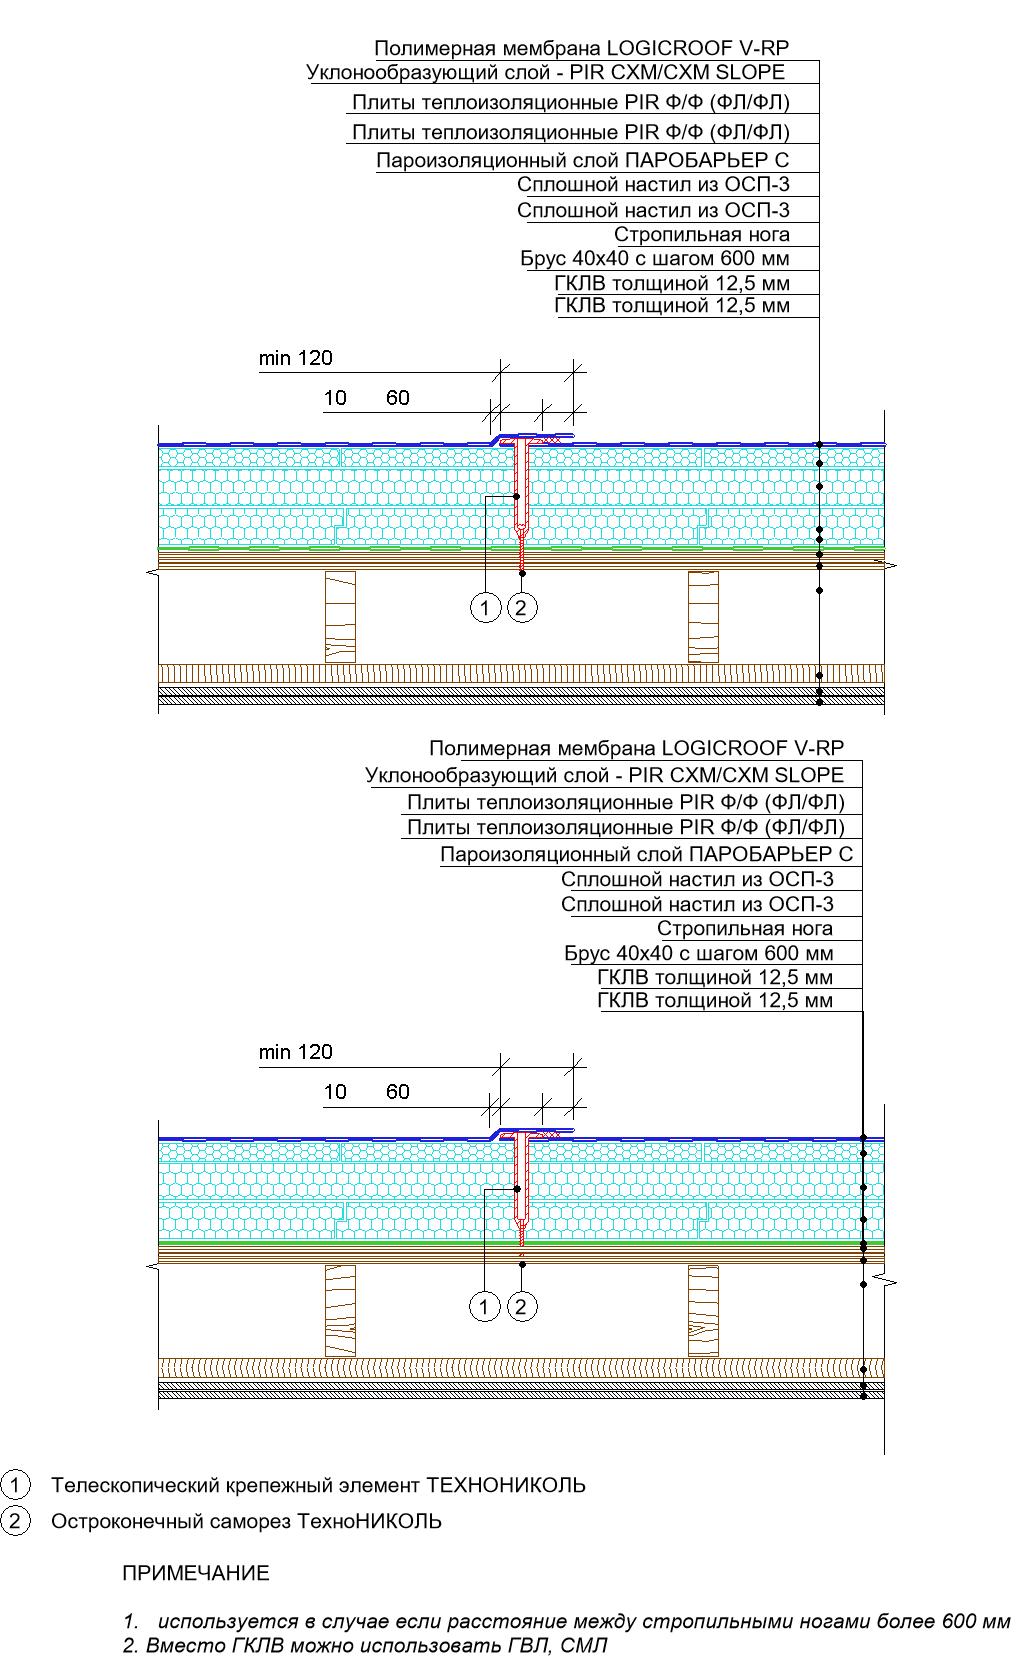 Полимерная мембрана LOGICROOF V-RP
Уклонообразующий слой - PIR СХМ/СХМ SLOPE
Плиты теплоизоляционные PIR Ф/Ф (ФЛ/ФЛ)
Плиты теплоизоляционные PIR Ф/Ф (ФЛ/ФЛ)
Пароизоляционный слой ПАРОБАРЬЕР С
Сплошной настил из ОСП-3
Сплошной настил из ОСП-3
Стропильная нога
Брус 40х40 с шагом 600 мм
ГКЛВ толщиной 12,5 мм
ГКЛВ толщиной 12,5 мм
min 120
10 60
1 2
Полимерная мембрана LOGICROOF V-RP
Уклонообразующий слой - PIR СХМ/СХМ SLOPE
Плиты теплоизоляционные PIR Ф/Ф (ФЛ/ФЛ)
Плиты теплоизоляционные PIR Ф/Ф (ФЛ/ФЛ)
Пароизоляционный слой ПАРОБАРЬЕР С
Сплошной настил из ОСП-3
Сплошной настил из ОСП-3
Стропильная нога
Брус 40х40 с шагом 600 мм
ГКЛВ толщиной 12,5 мм
ГКЛВ толщиной 12,5 мм
min 120
10 60
1 2
1 Телескопический крепежный элемент ТЕХНОНИКОЛЬ
2 Остроконечный саморез ТехноНИКОЛЬ
ПРИМЕЧАНИЕ
1. используется в случае если расстояние между стропильными ногами более 600 мм
2. Вместо ГКЛВ можно использовать ГВЛ, СМЛ